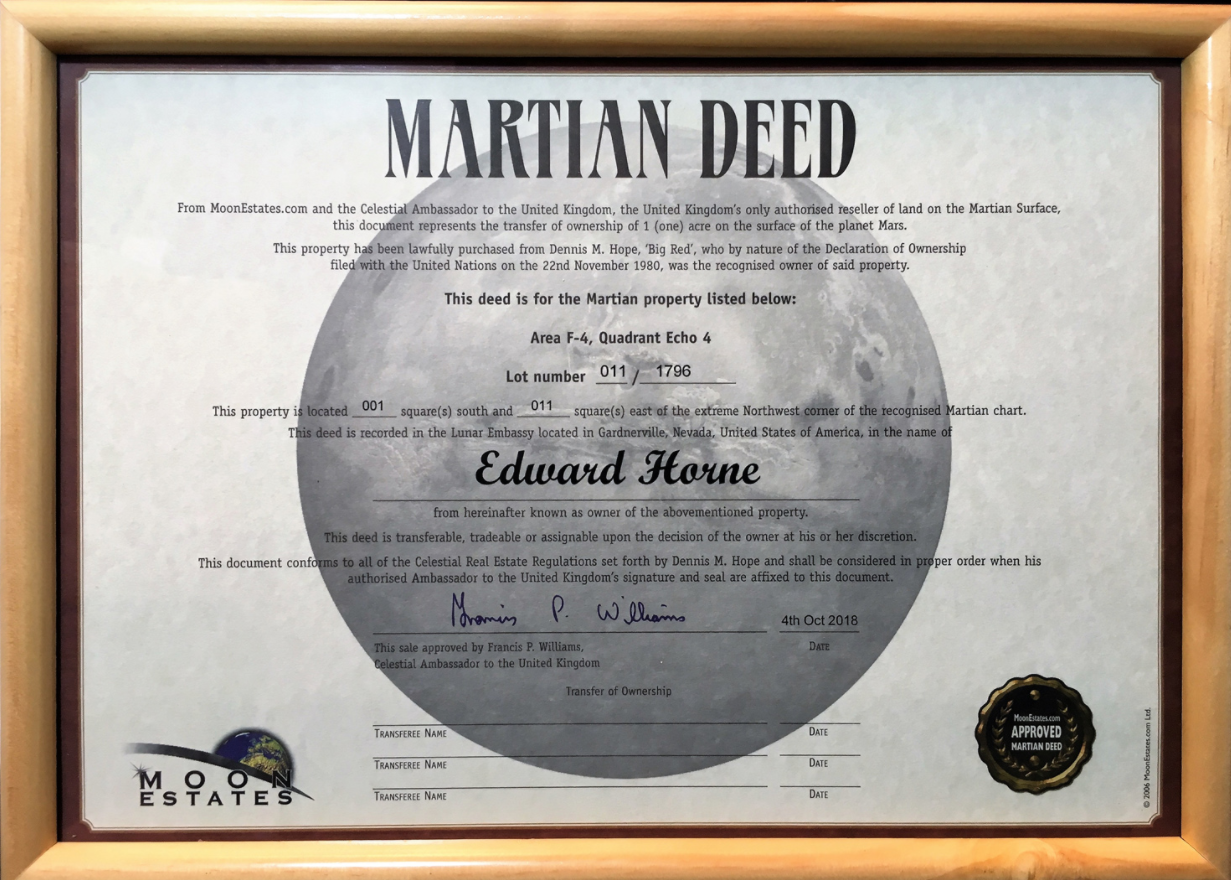 MARTIAN DEED
From MoonEstates.com and the Celestial Ambassador to the United Kingdom, the United Kingdom's only authorised reseller of land on the Martian Surface,
this document represents the transfer of ownership of 1 (one) acre on the surface of the planet Mars.
This property has been lawfully purchased from Dennis M. Hope, 'Big Red', who by nature of the Declaration of Ownership
filed with the United Nations on the 22nd November 1980, was the recognised owner of said property.
This deed is for the Martian property listed below:
Area F-4, Quadrant Echo 4
Lot number 011 / 1796
This property is located 001 square(s) south and 011 square(s) east of the extreme Northwest corner of the recognised Martian chart.
This deed is recorded in the Lunar Embassy located in Gardnerville, Nevada, United States of America, in the name of
Edward Horne
from hereinafter known as owner of the abovementioned property.
This deed is transferable, tradeable or assignable upon the decision of the owner at his or her discretion.
This document conforms to all of the Celestial Real Estate Regulations set forth by Dennis M. Hope and shall be considered in proper order when his
authorised Ambassador to the United Kingdom's signature and seal are affixed to this document.
Francis P. Williams 4th Oct 2018
This sale approved by Francis P. Williams, DATE
Celestial Ambassador to the United Kingdom
Transfer of Ownership
TRANSFEREE NAME DATE
TRANSFEREE NAME DATE
TRANSFEREE NAME DATE
MOON
ESTATES
MoonEstates.com
APPROVED
MARTIAN DEED
© 2006 MoonEstates.com Ltd.